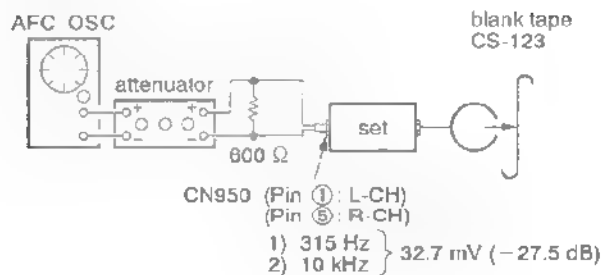 AFC OSC
blank tape
CS-123
attenuator
+ +
- -
set
600 Ω
CN950 (Pin ①: L-CH)
(Pin ⑤: R-CH)
1) 315 Hz
2) 10 kHz
32.7 mV (-27.5 dB)